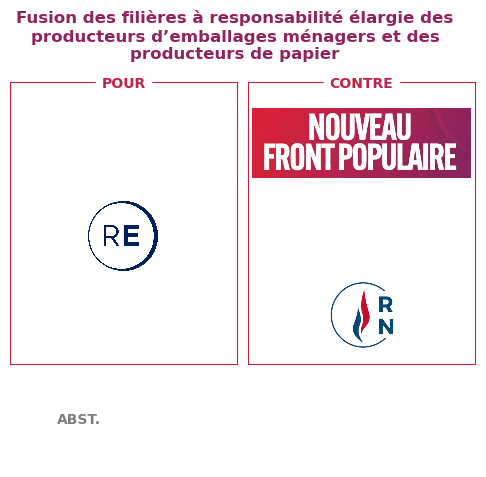 Fusion des filières à responsabilité élargie des
producteurs d’emballages ménagers et des
producteurs de papier
POUR
CONTRE
NOUVEAU
FRONT POPULAIRE
RE
R
N
ABST.